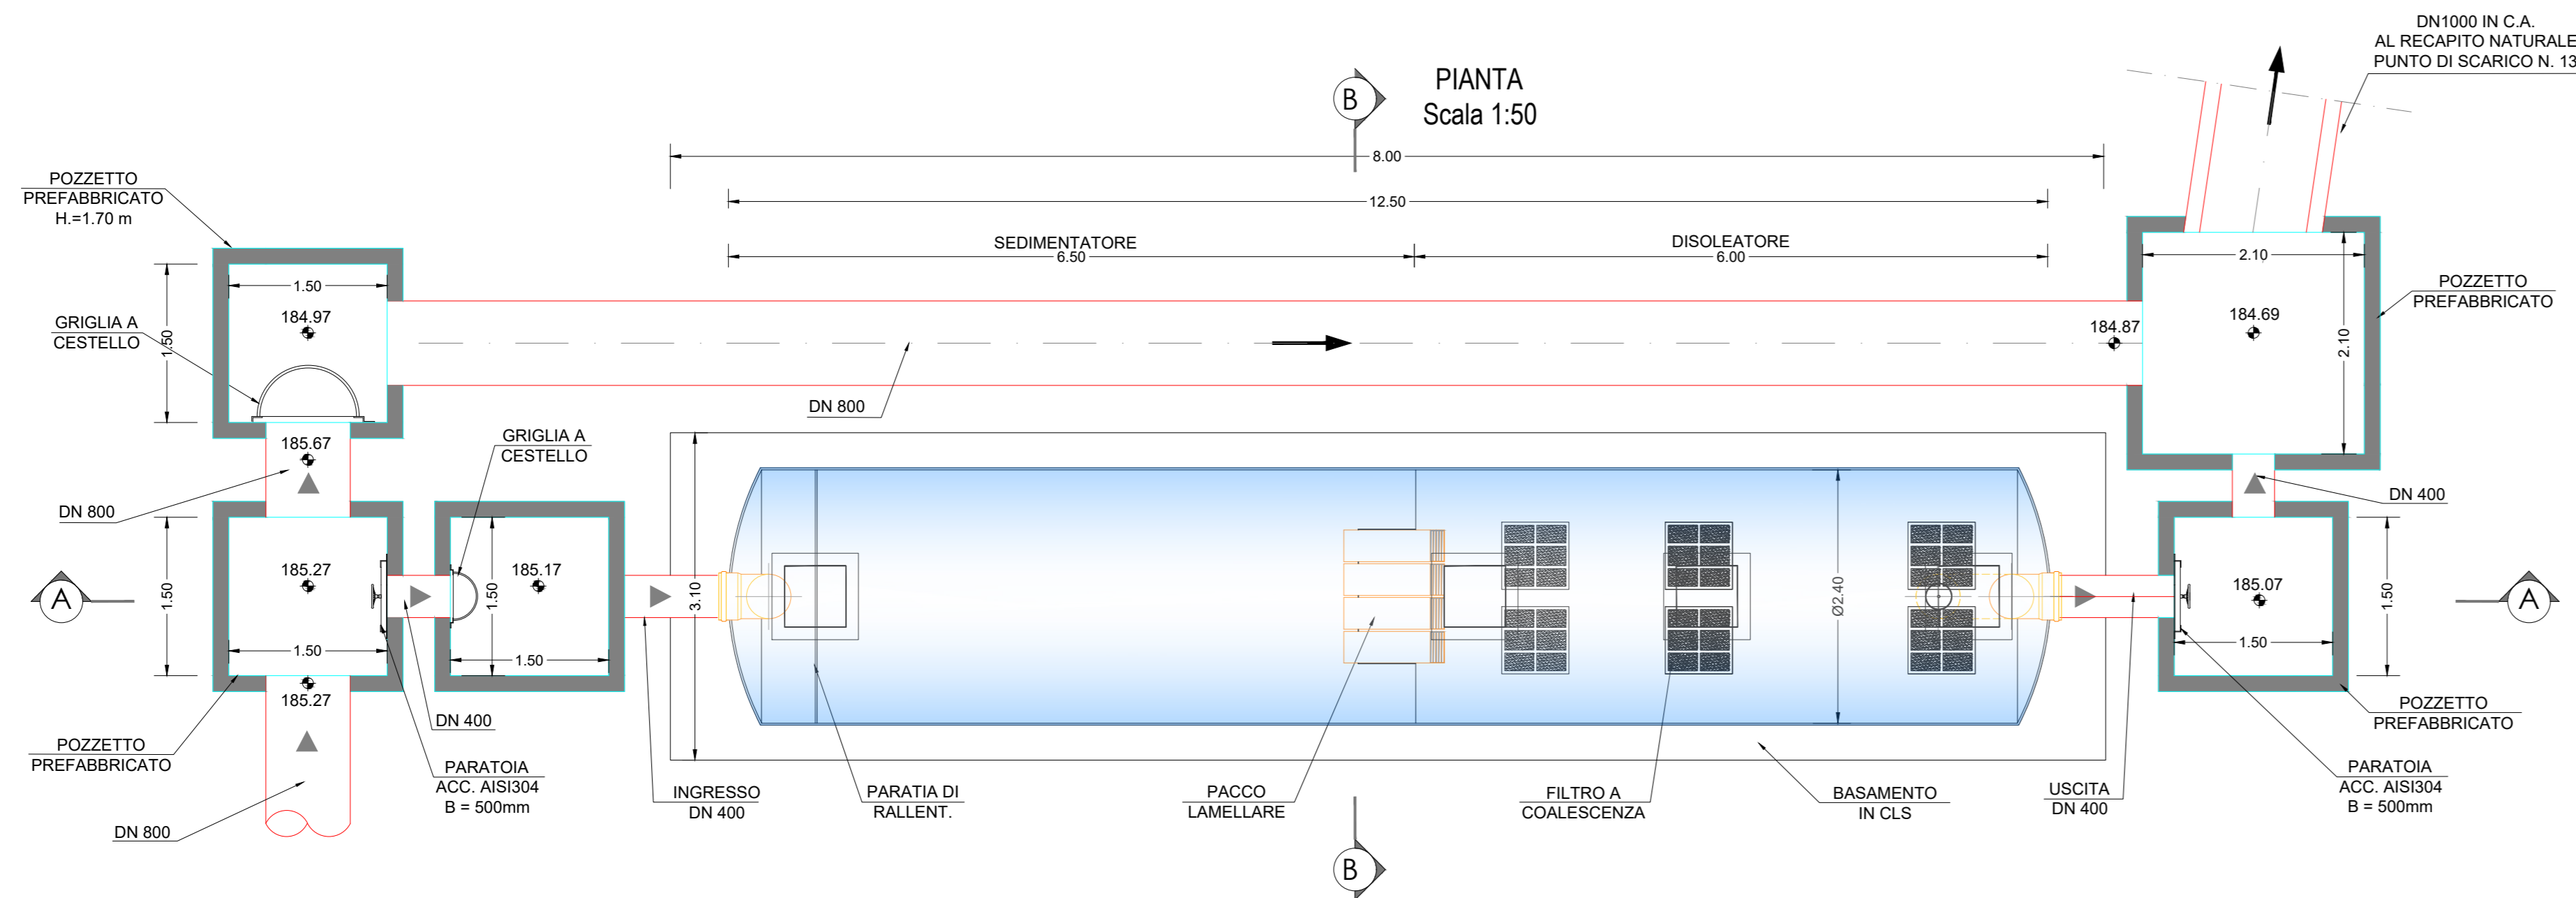 DN1000 IN C.A.
AL RECAPITO NATURALE
PUNTO DI SCARICO N. 13
B
PIANTA
Scala 1:50
8.00
12.50
SEDIMENTATORE
6.50
DISOLEATORE
6.00
POZZETTO
PREFABBRICATO
H.=1.70 m
1.50
184.97
1.50
GRIGLIA A
CESTELLO
DN 800
184.87
2.10
184.69
2.10
POZZETTO
PREFABBRICATO
185.67
DN 800
GRIGLIA A
CESTELLO
DN 400
A
1.50
185.27
1.50
185.27
1.50
185.17
1.50
3.10
Ø2.40
185.07
1.50
1.50
A
DN 400
POZZETTO
PREFABBRICATO
DN 800
PARATOIA
ACC. AISI304
B = 500mm
INGRESSO
DN 400
PARATIA DI
RALLENT.
PACCO
LAMELLARE
FILTRO A
COALESCENZA
BASAMENTO
IN CLS
USCITA
DN 400
POZZETTO
PREFABBRICATO
PARATOIA
ACC. AISI304
B = 500mm
B